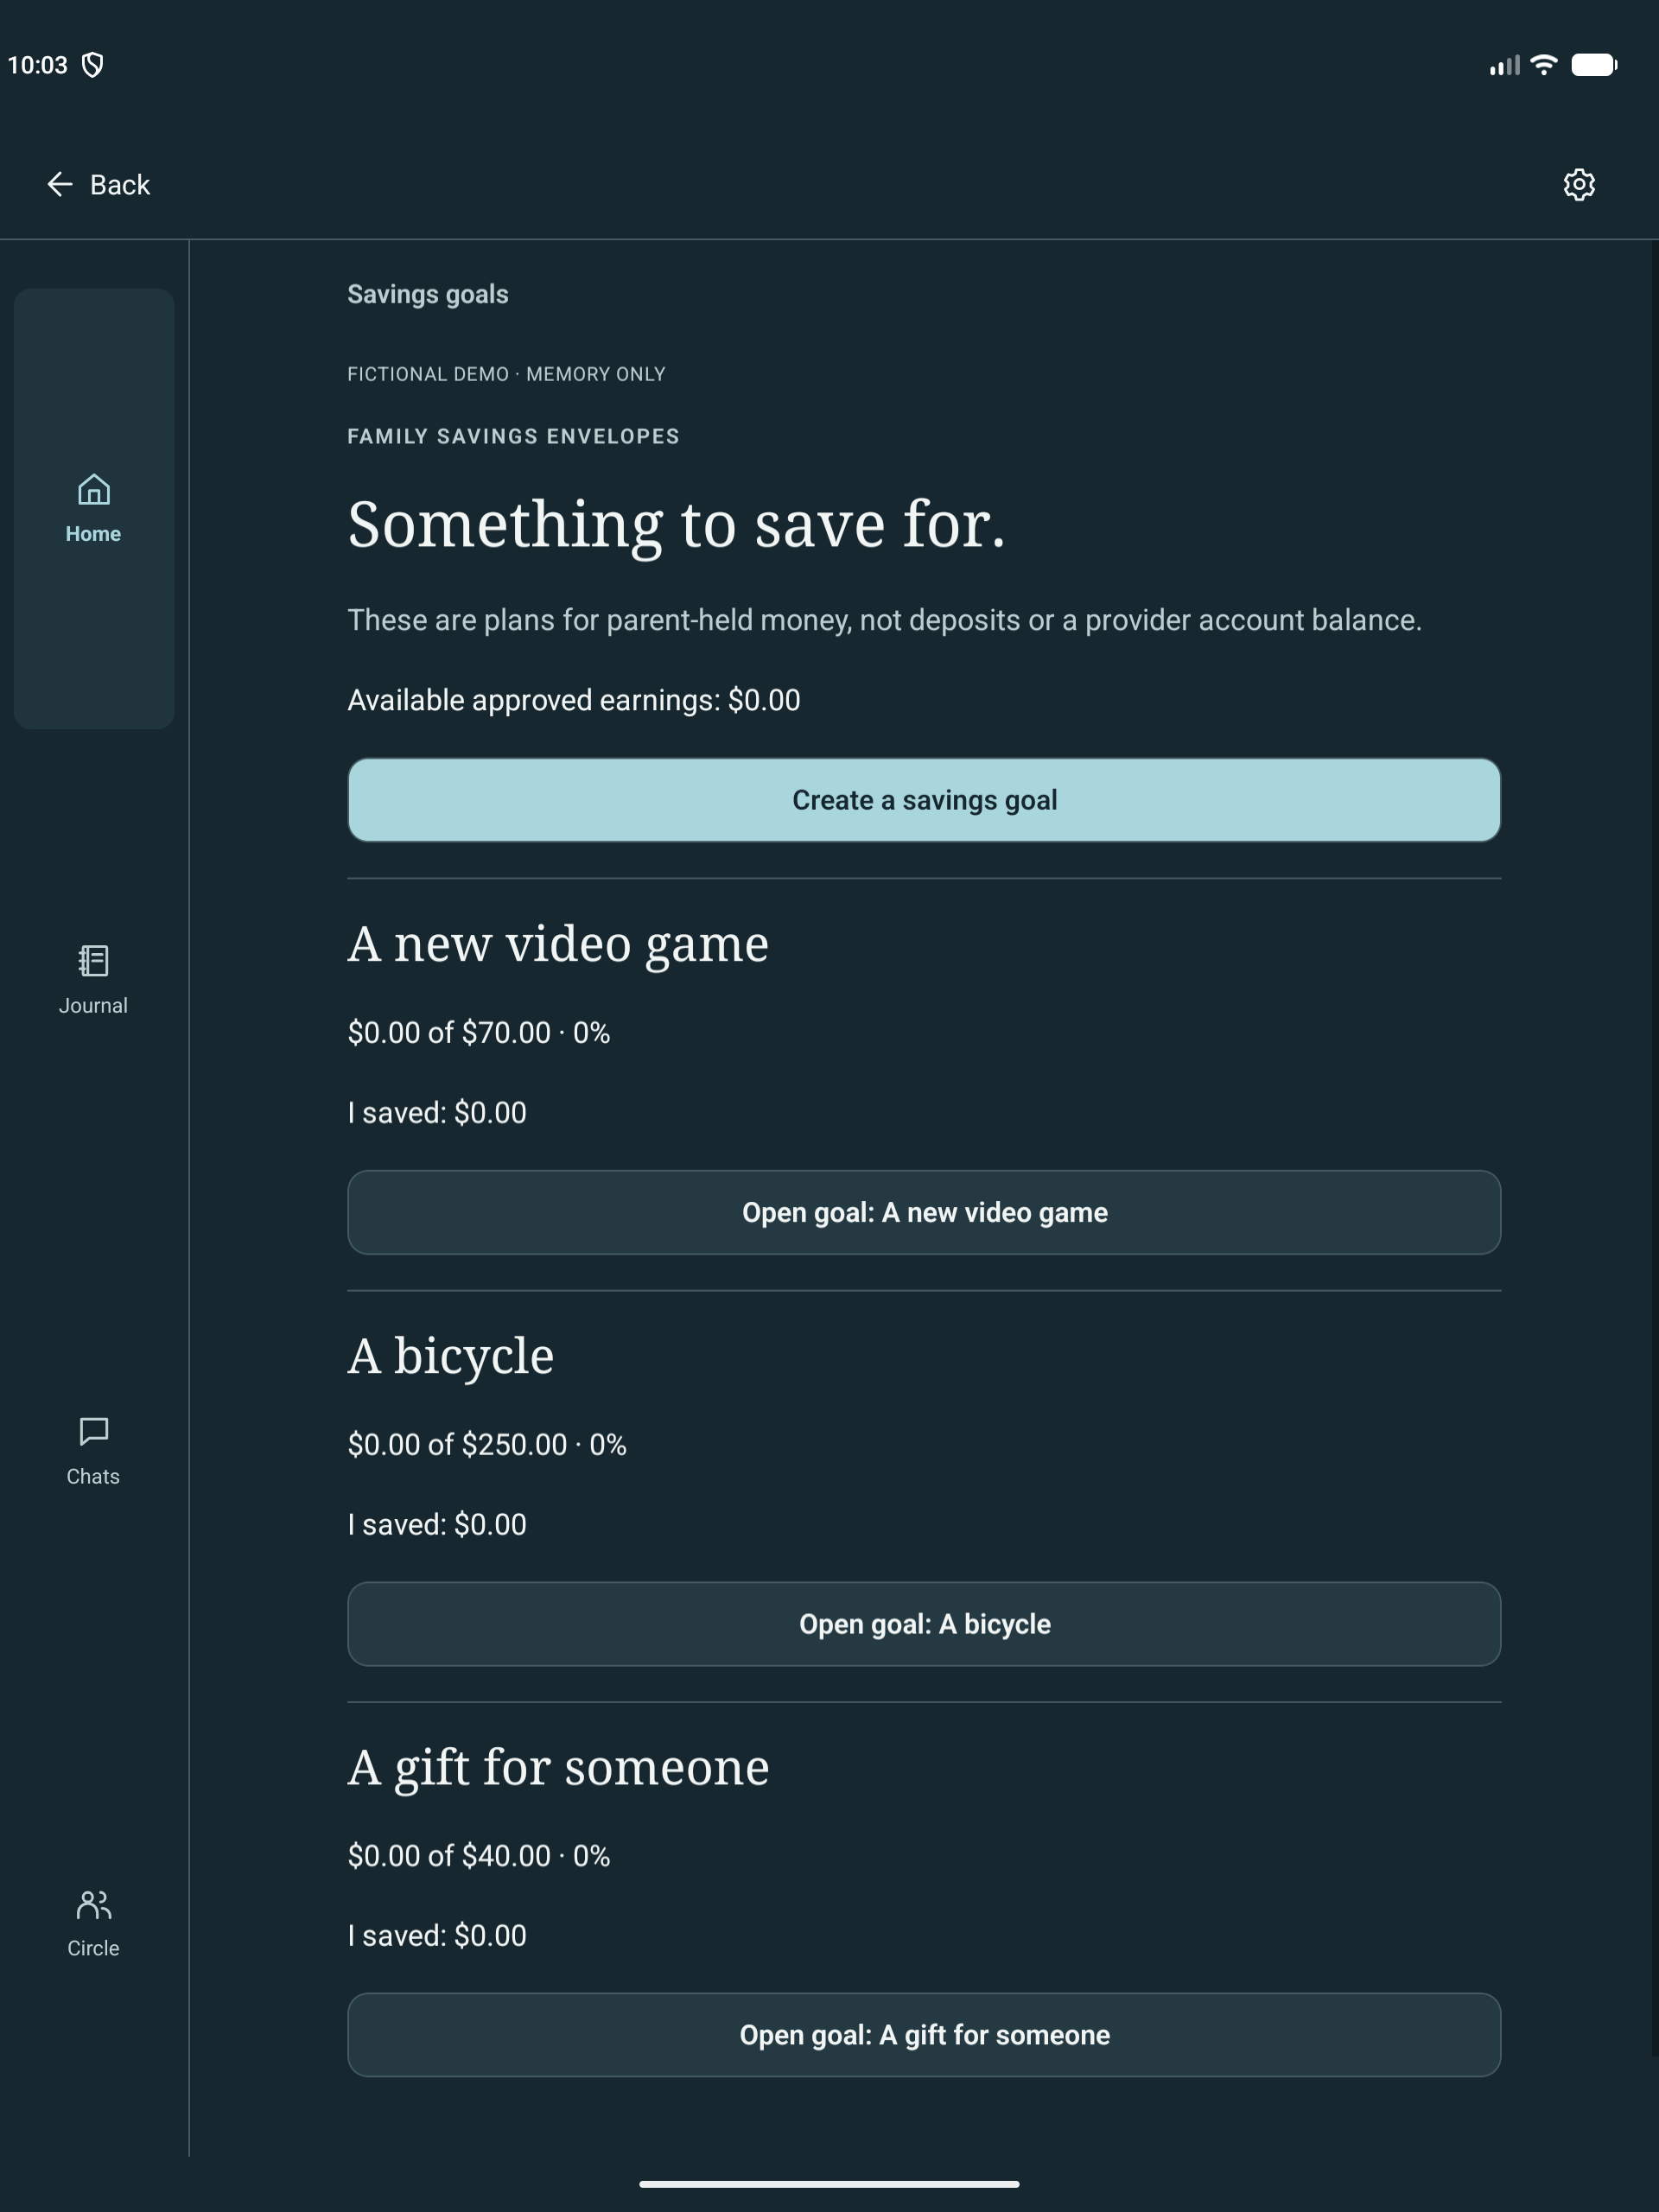 10:03
Back
Savings goals
FICTIONAL DEMO · MEMORY ONLY
FAMILY SAVINGS ENVELOPES
Something to save for.
These are plans for parent-held money, not deposits or a provider account balance.
Available approved earnings: $0.00
Create a savings goal
A new video game
$0.00 of $70.00 · 0%
I saved: $0.00
Open goal: A new video game
A bicycle
$0.00 of $250.00 · 0%
I saved: $0.00
Open goal: A bicycle
A gift for someone
$0.00 of $40.00 · 0%
I saved: $0.00
Open goal: A gift for someone
Home
Journal
Chats
Circle